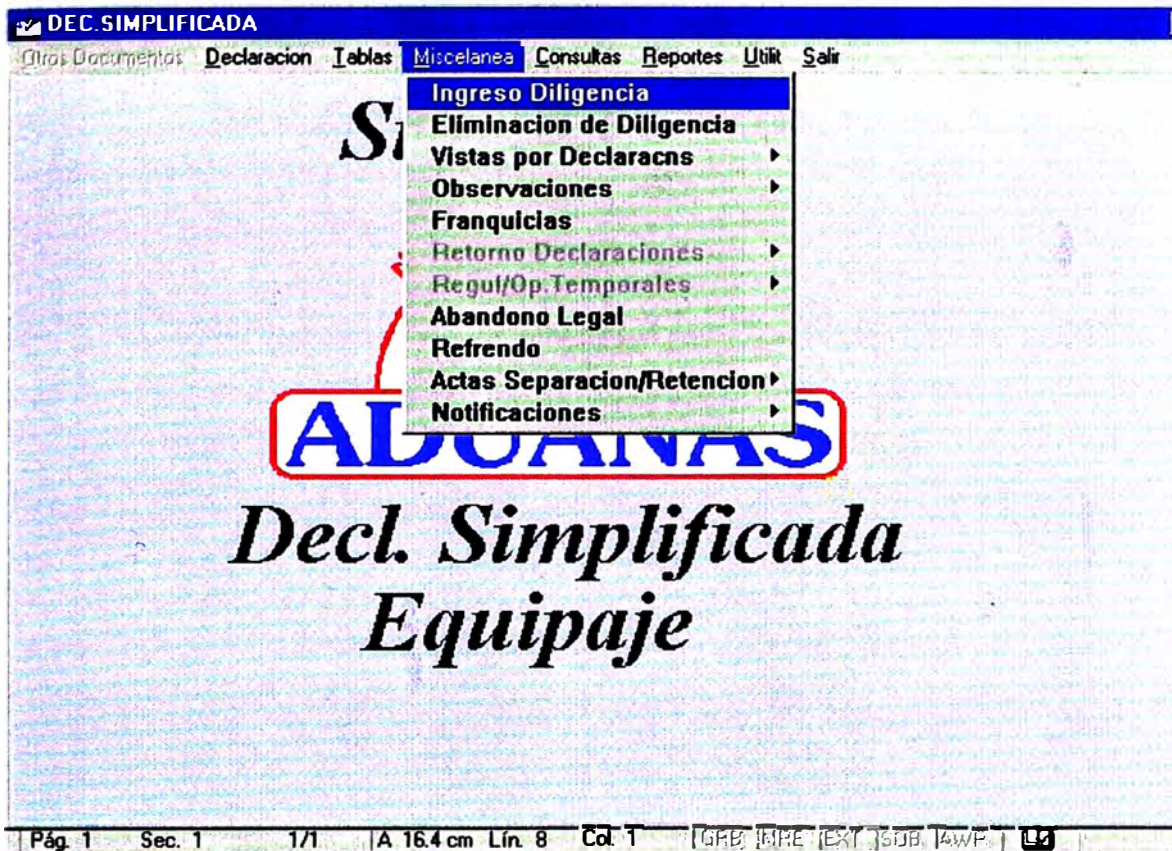 DEC.SIMPLIFICADA
Otros Documentos Declaracion Tablas Miscelanea Consultas Reportes Utilit Salir
Ingreso Diligencia
Eliminacion de Diligencia
Vistas por Declaracns
Observaciones
Franquicias
Retorno Declaraciones
Regul/Op.Temporales
Abandono Legal
Refrendo
Actas Separacion/Retencion
Notificaciones
ADUANAS
Decl. Simplificada
Equipaje
Pág. 1 Sec. 1 1/1 A 16.4 cm Lín. 8 Col. 1 EXT